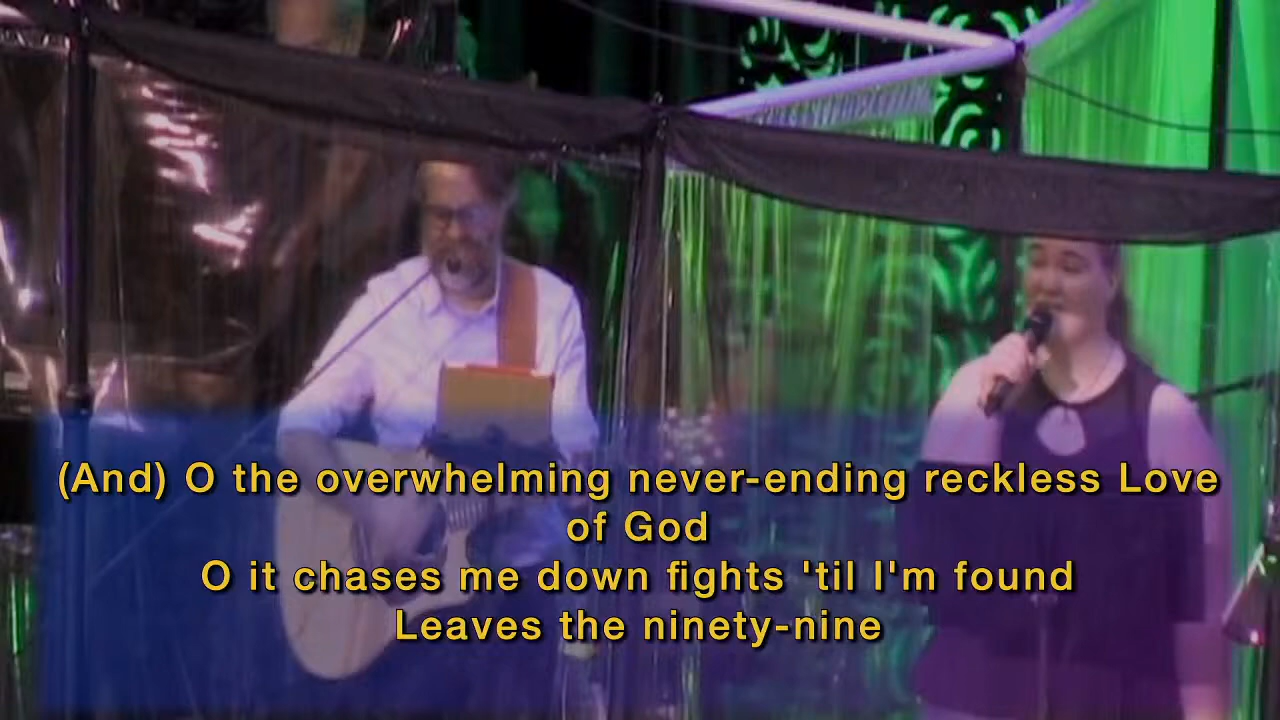 (And) O the overwhelming never-ending reckless Love
of God
O it chases me down fights 'til I'm found
Leaves the ninety-nine